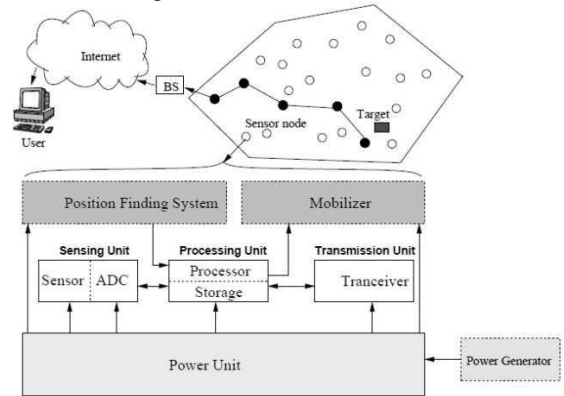 Internet
BS
User
Sensor node
Target
Position Finding System
Mobilizer
Sensing Unit
Processing Unit
Transmission Unit
Sensor
ADC
Processor
Storage
Tranceiver
Power Unit
Power Generator